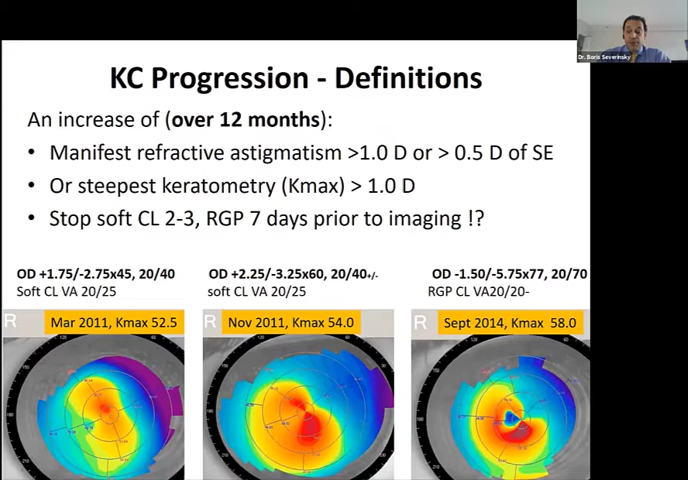 Dr. Boris Severinsky
KC Progression - Definitions
An increase of (over 12 months):
• Manifest refractive astigmatism >1.0 D or > 0.5 D of SE
• Or steepest keratometry (Kmax) > 1.0 D
• Stop soft CL 2-3, RGP 7 days prior to imaging !?
OD +1.75/-2.75x45, 20/40
Soft CL VA 20/25
R
Mar 2011, Kmax 52.5
OD +2.25/-3.25x60, 20/40+/-
soft CL VA 20/25
R
Nov 2011, Kmax 54.0
OD -1.50/-5.75x77, 20/70
RGP CL VA20/20-
R
Sept 2014, Kmax 58.0